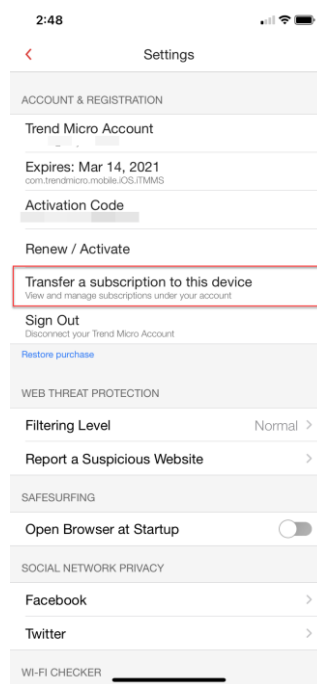 2:48
Settings
ACCOUNT & REGISTRATION
Trend Micro Account
Expires: Mar 14, 2021
com.trendmicro.mobile.iOS.iTMMS
Activation Code
Renew / Activate
Transfer a subscription to this device
View and manage subscriptions under your account
Sign Out
Disconnect your Trend Micro Account
Restore purchase
WEB THREAT PROTECTION
Filtering Level Normal
Report a Suspicious Website
SAFESURFING
Open Browser at Startup
SOCIAL NETWORK PRIVACY
Facebook
Twitter
WI-FI CHECKER